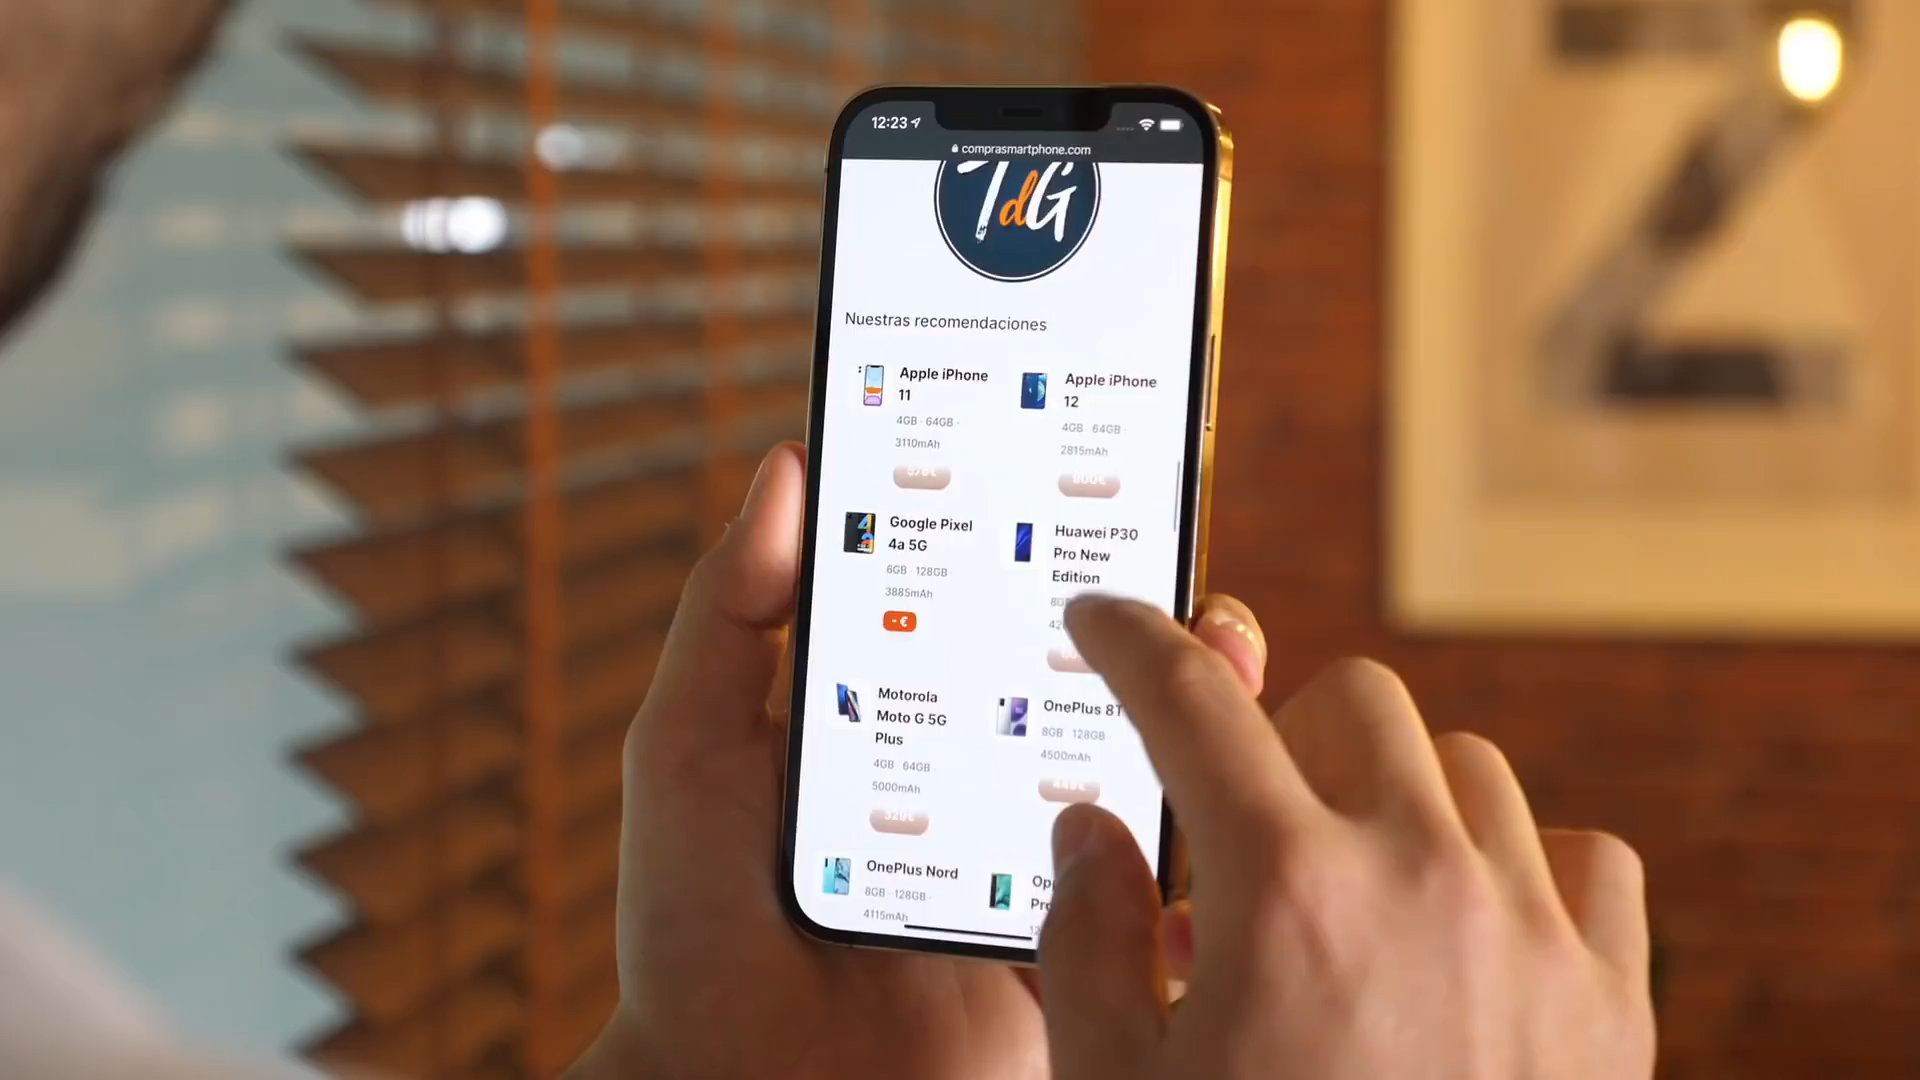 12:23
comprasmartphone.com
TdG
Nuestras recomendaciones
Apple iPhone
11
4GB · 64GB ·
3110mAh
Apple iPhone
12
4GB · 64GB
2815mAh
800€
Google Pixel
4a 5G
6GB · 128GB
3885mAh
- €
Huawei P30
Pro New
Edition
Motorola
Moto G 5G
Plus
4GB · 64GB ·
5000mAh
OnePlus 8T
8GB · 128GB ·
4500mAh
OnePlus Nord
8GB · 128GB ·
4115mAh
Z